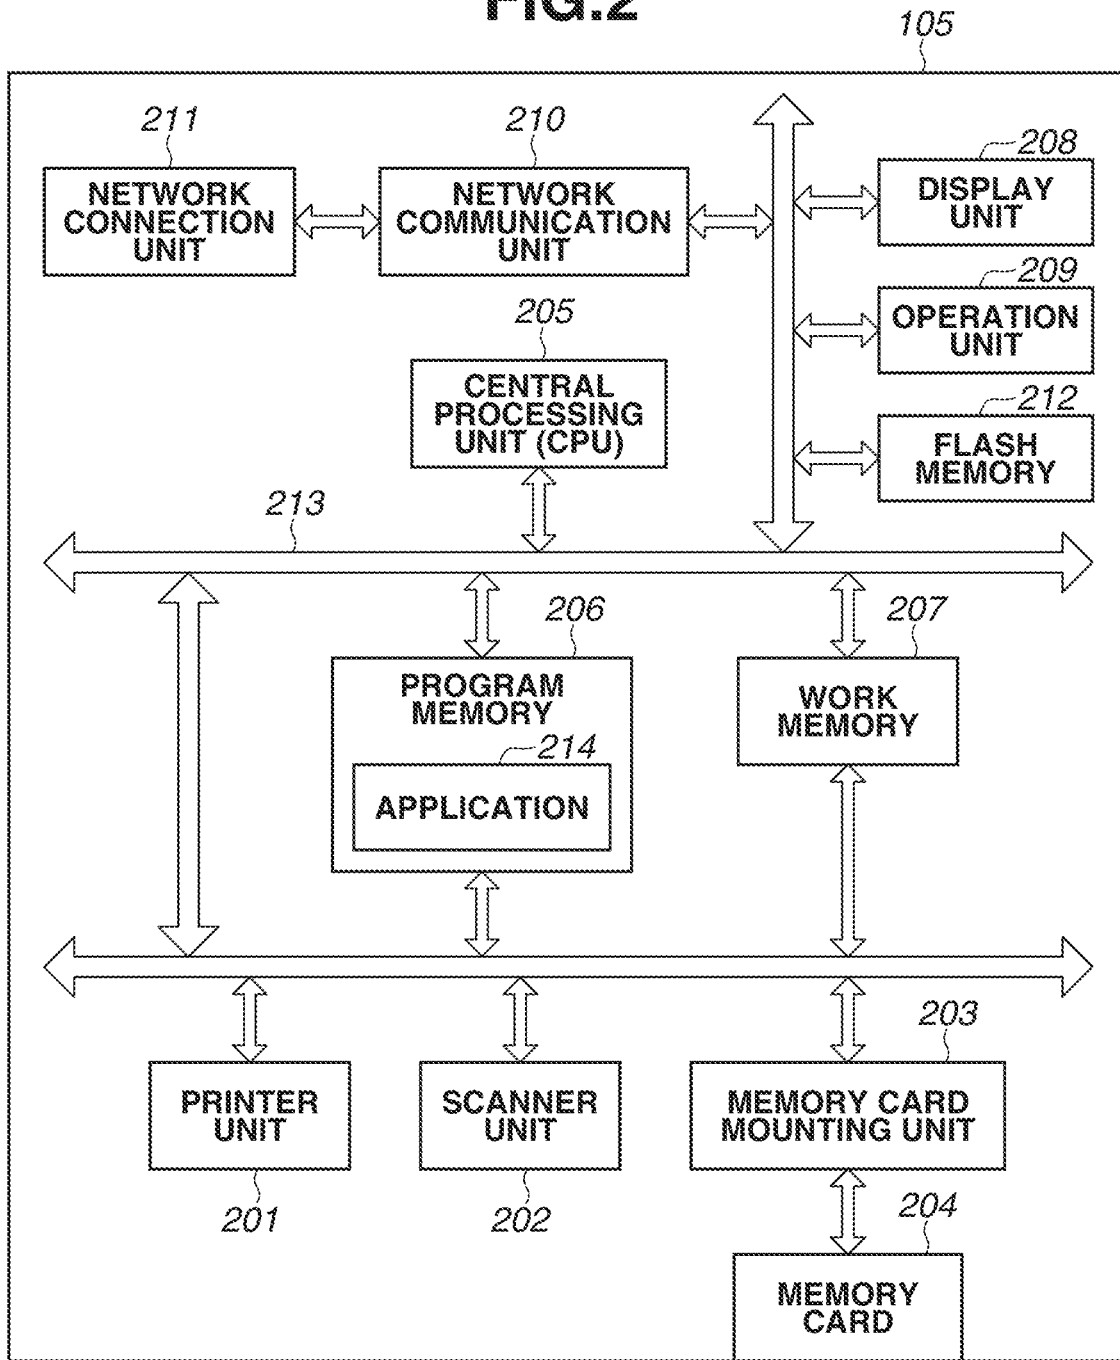 FIG.2
105
211
210
208
NETWORK
CONNECTION
UNIT
NETWORK
COMMUNICATION
UNIT
DISPLAY
UNIT
209
OPERATION
UNIT
205
CENTRAL
PROCESSING
UNIT (CPU)
212
FLASH
MEMORY
213
206
207
PROGRAM
MEMORY
214
APPLICATION
WORK
MEMORY
203
PRINTER
UNIT
SCANNER
UNIT
MEMORY CARD
MOUNTING UNIT
201
202
204
MEMORY
CARD